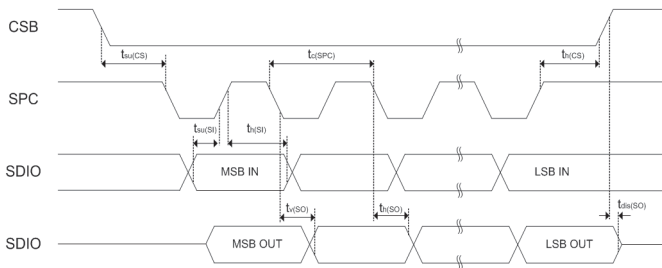 CSB
tsu(CS)
tc(SPC)
th(CS)
SPC
tsu(SI)
th(SI)
SDIO
MSB IN
LSB IN
tv(SO)
th(SO)
tdis(SO)
SDIO
MSB OUT
LSB OUT